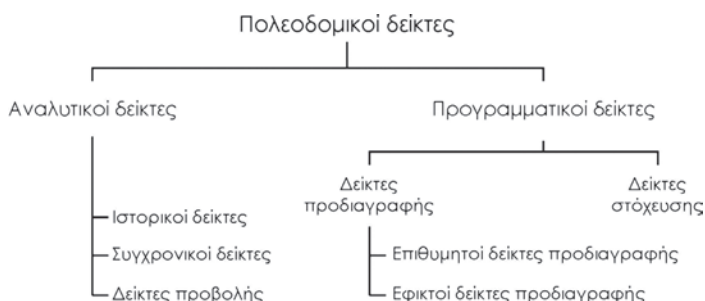 Πολεοδομικοί δείκτες
Αναλυτικοί δείκτες
Προγραμματικοί δείκτες
Δείκτες
προδιαγραφής
Δείκτες
στόχευσης
Ιστορικοί δείκτες
Συγχρονικοί δείκτες
Δείκτες προβολής
Επιθυμητοί δείκτες προδιαγραφής
Εφικτοί δείκτες προδιαγραφής